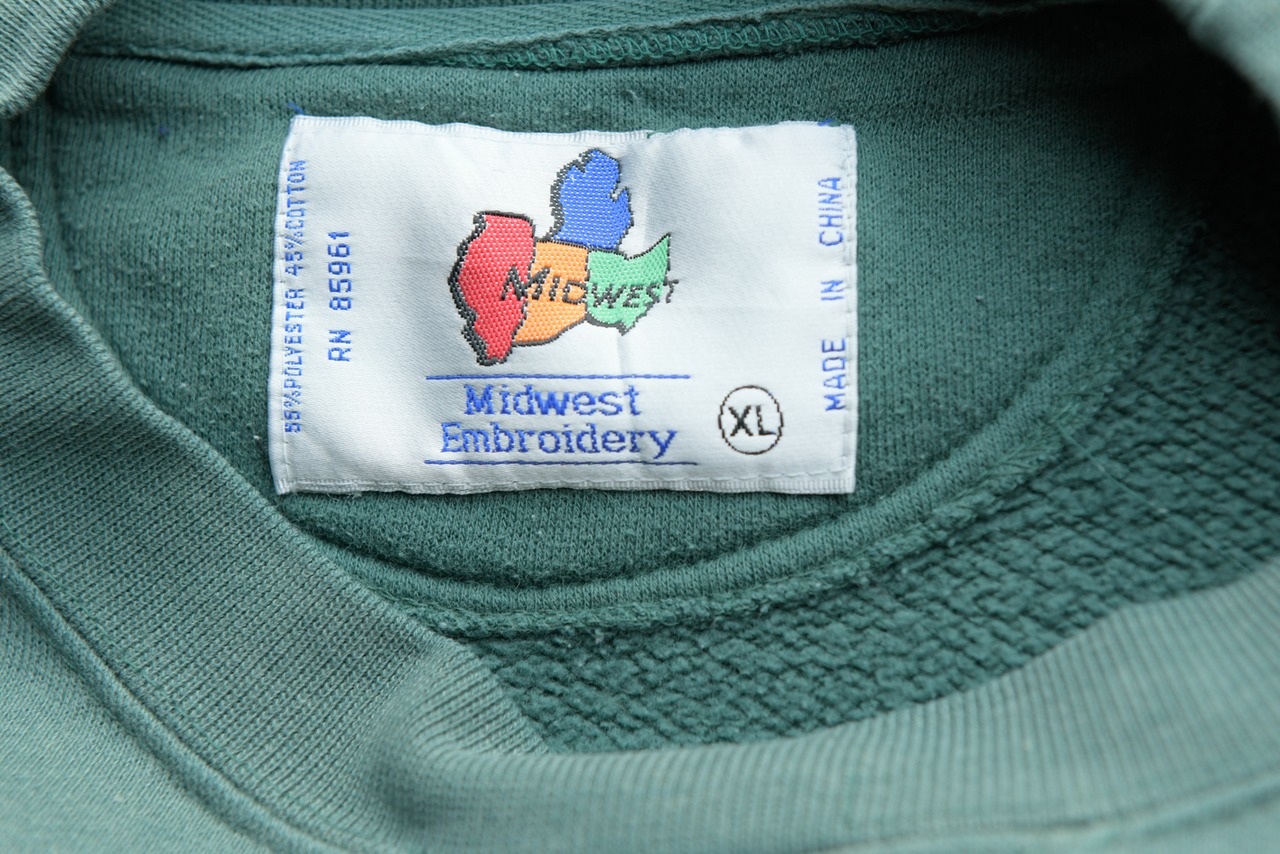 55%POLYESTER 45%COTTON
RN 85961
MIDWEST
Midwest
Embroidery
XL
MADE IN CHINA